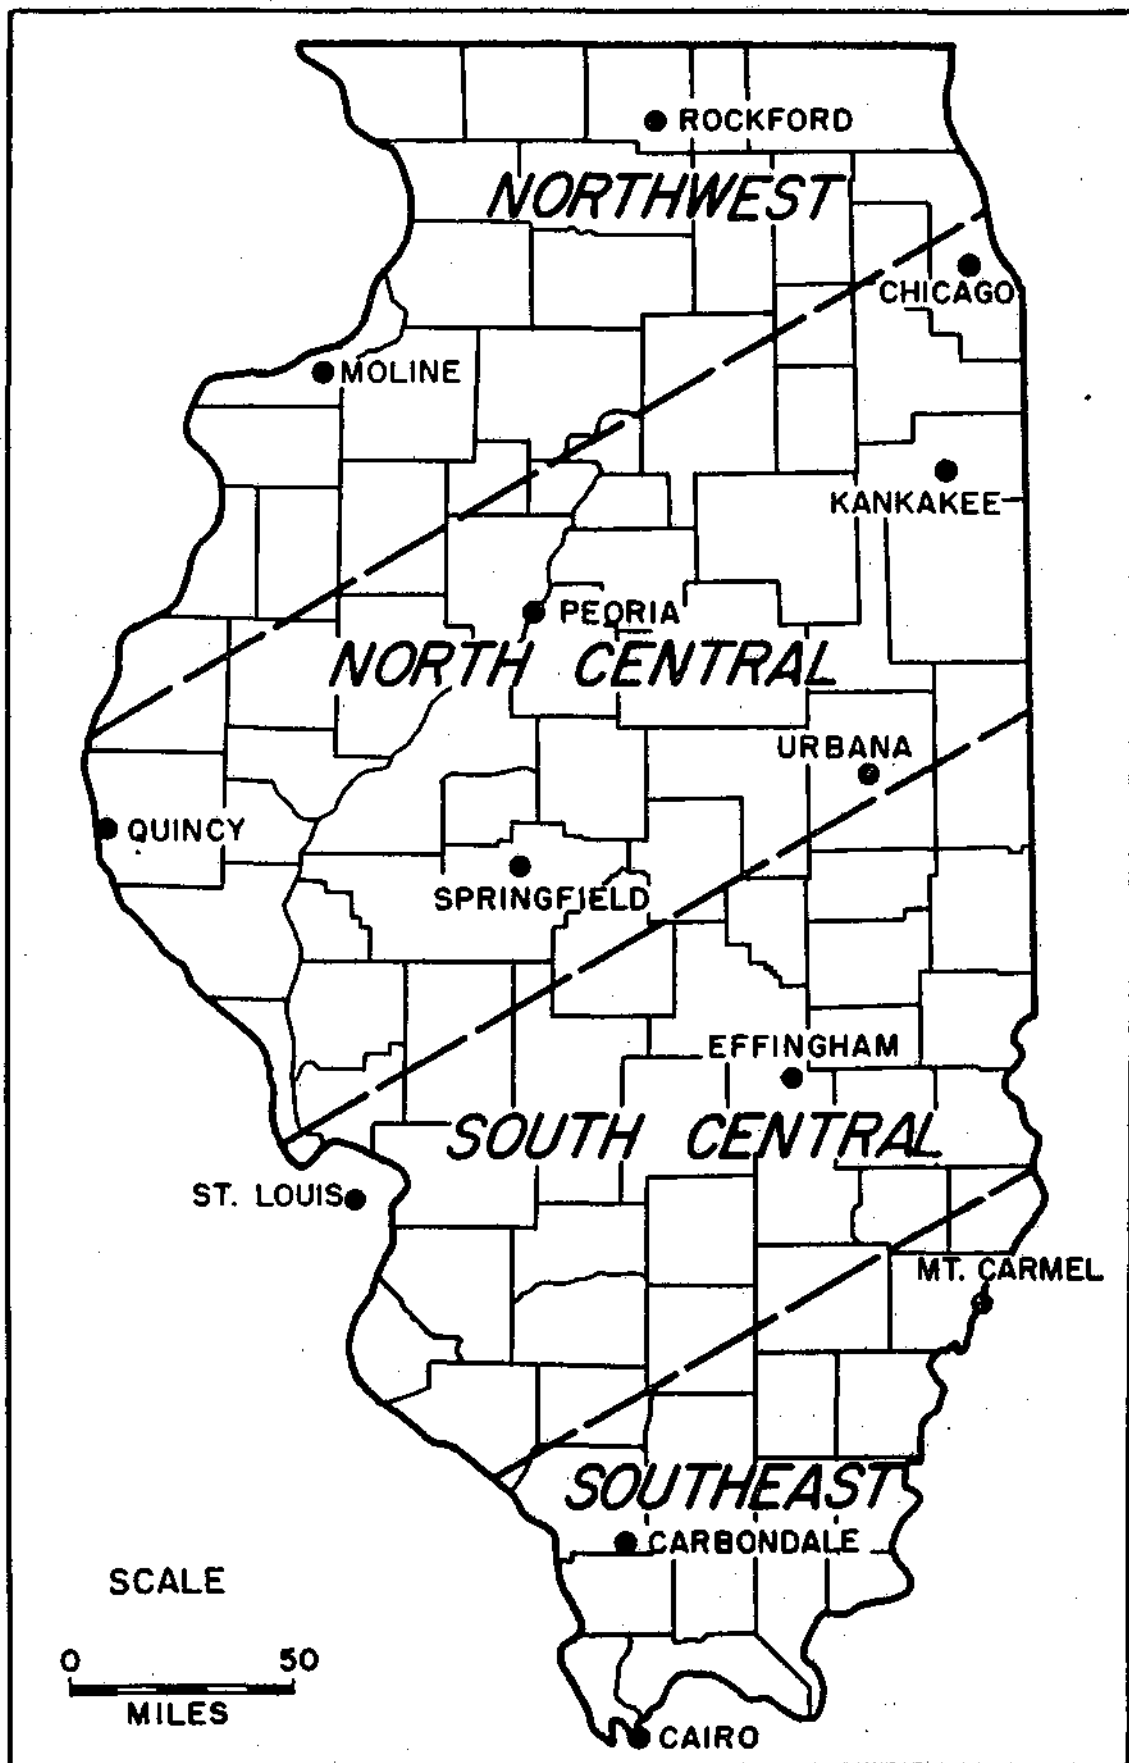 ROCKFORD
NORTHWEST
CHICAGO
MOLINE
KANKAKEE
PEORIA
NORTH CENTRAL
URBANA
QUINCY
SPRINGFIELD
EFFINGHAM
SOUTH CENTRAL
ST. LOUIS
MT. CARMEL
SOUTHEAST
CARBONDALE
SCALE
0 50
MILES
CAIRO